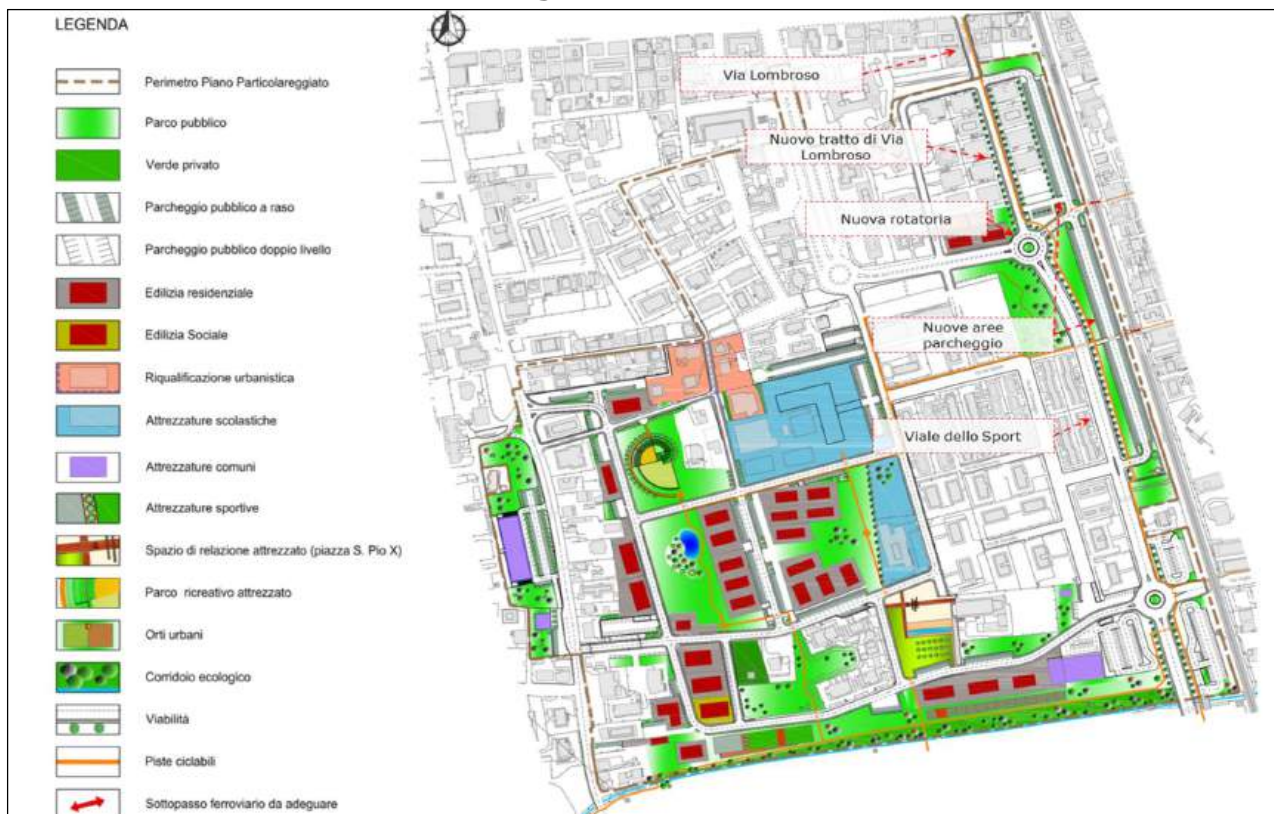 LEGENDA
Perimetro Piano Particolareggiato
Parco pubblico
Verde privato
Parcheggio pubblico a raso
Parcheggio pubblico doppio livello
Edilizia residenziale
Edilizia Sociale
Riqualificazione urbanistica
Attrezzature scolastiche
Attrezzature comuni
Attrezzature sportive
Spazio di relazione attrezzato (piazza S. Pio X)
Parco ricreativo attrezzato
Orti urbani
Corridoio ecologico
Viabilità
Piste ciclabili
Sottopasso ferroviario da adeguare
Via Lombroso
Nuovo tratto di Via
Lombroso
Nuova rotatoria
Nuove aree
parcheggio
Viale dello Sport